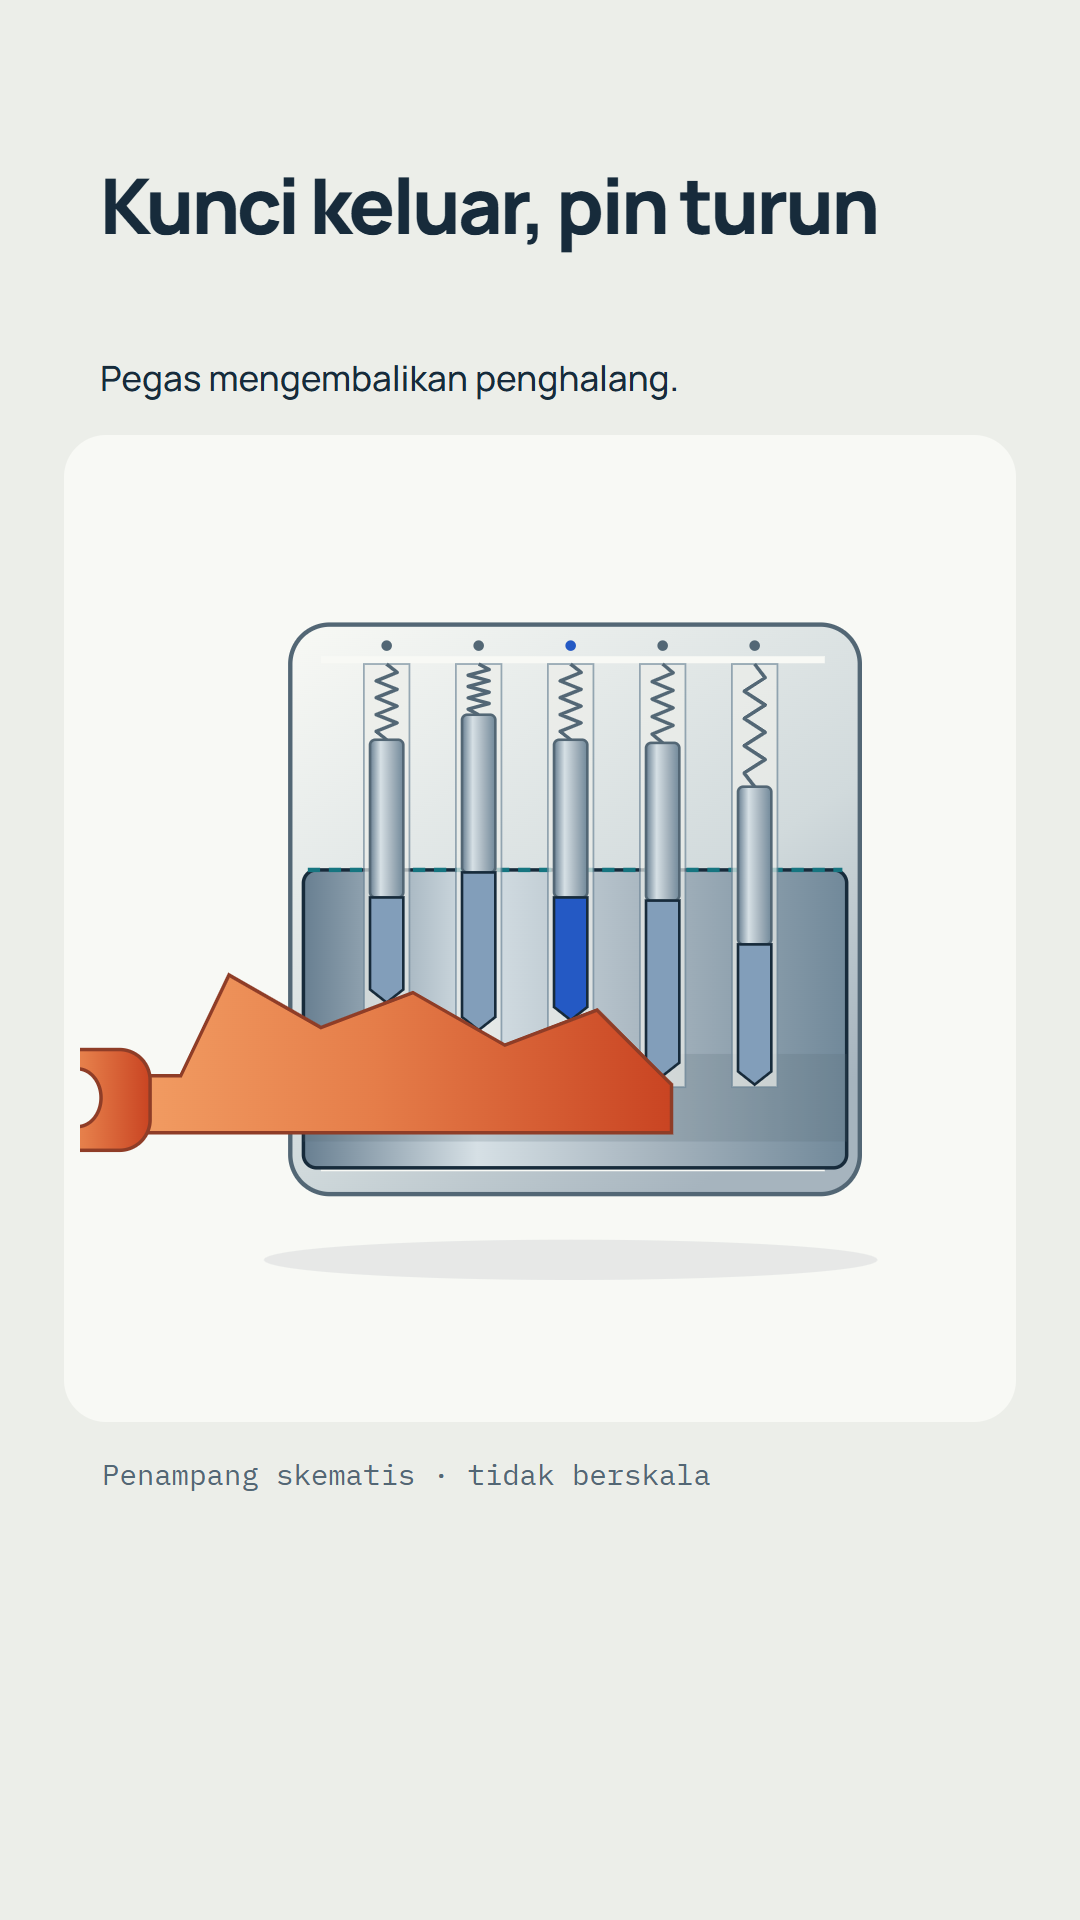 Kunci keluar, pin turun
Pegas mengembalikan penghalang.
Penampang skematis · tidak berskala